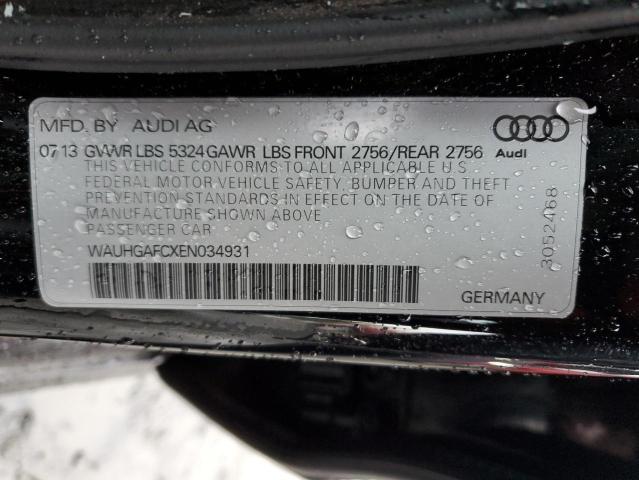 MFD. BY AUDI AG
07 13 GVWR LBS 5324 GAWR LBS FRONT 2756/REAR 2756 Audi
THIS VEHICLE CONFORMS TO ALL APPLICABLE U.S.
FEDERAL MOTOR VEHICLE SAFETY, BUMPER AND THEFT
PREVENTION STANDARDS IN EFFECT ON THE DATE OF
MANUFACTURE SHOWN ABOVE
PASSENGER CAR
WAUHGAFCXEN034931
GERMANY
3052468